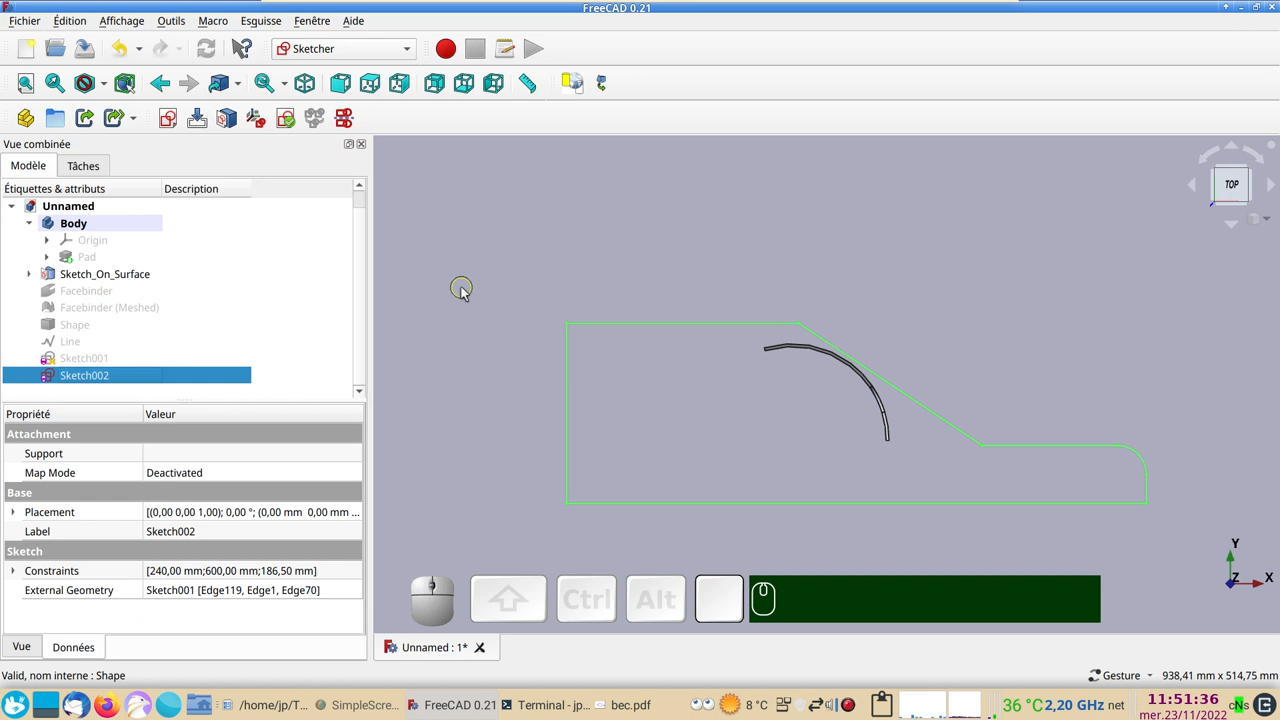 FreeCAD 0.21
Fichier Édition Affichage Outils Macro Esguisse Fenêtre Aide
Sketcher
Vue combinée
Modèle Tâches
Étiquettes & attributs Description
Unnamed
Body
Origin
Pad
Sketch_On_Surface
Facebinder
Facebinder (Meshed)
Shape
Line
Sketch001
Sketch002
TOP
Propriété Valeur
Attachment
Support
Map Mode Deactivated
Base
Placement [(0,00 0,00 1,00); 0,00 °; (0,00 mm 0,00 mm ...
Label Sketch002
Sketch
Constraints [240,00 mm;600,00 mm;186,50 mm]
External Geometry Sketch001 [Edge119, Edge1, Edge70]
Y
Z
X
Ctrl Alt
Vue Données
Unnamed : 1*
Valid, nom interne : Shape
Gesture 938,41 mm x 514,75 mm
/home/jp/T... SimpleScre... FreeCAD 0.21 Terminal - jp... bec.pdf 8 °C 36 °C 2,20 GHz net 11:51:36 cNs
mer.23/11/2022